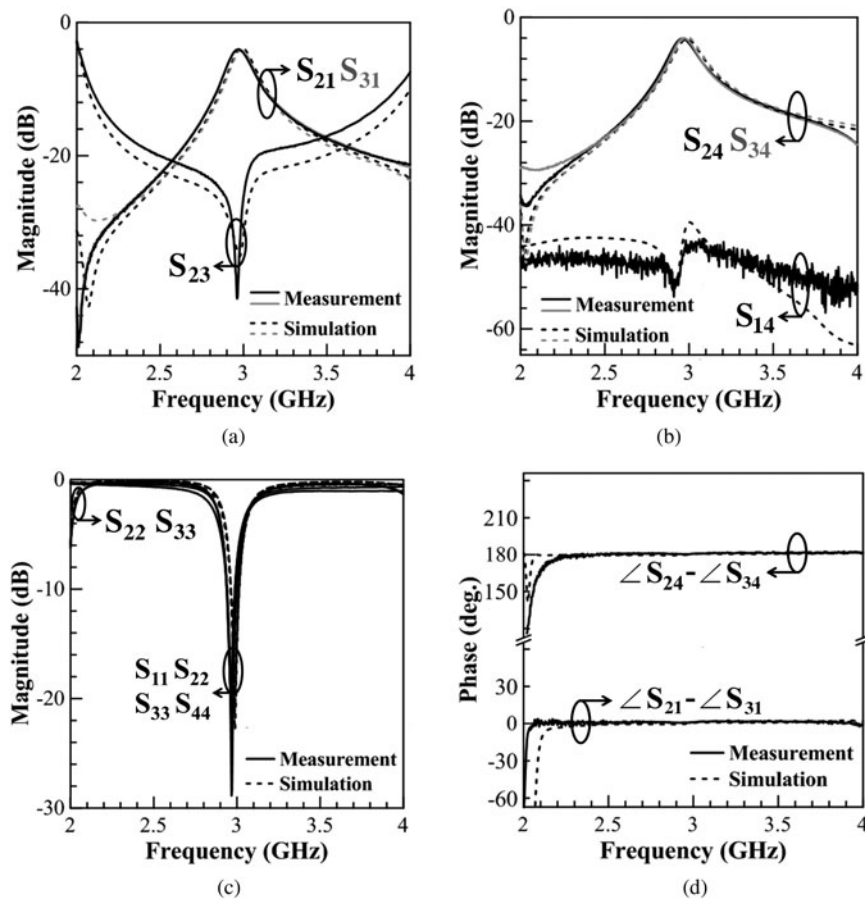 0
-20
-40
Magnitude (dB)
S21 S31
S23
Measurement
Simulation
2 2.5 3 3.5 4
Frequency (GHz)
(a)
0
-20
-40
-60
Magnitude (dB)
S24 S34
S14
Measurement
Simulation
2 2.5 3 3.5 4
Frequency (GHz)
(b)
0
-10
-20
-30
Magnitude (dB)
S22 S33
S11 S22
S33 S44
Measurement
Simulation
2 2.5 3 3.5 4
Frequency (GHz)
(c)
210
180
150
30
0
-30
-60
Phase (deg.)
∠S24-∠S34
∠S21-∠S31
Measurement
Simulation
2 2.5 3 3.5 4
Frequency (GHz)
(d)